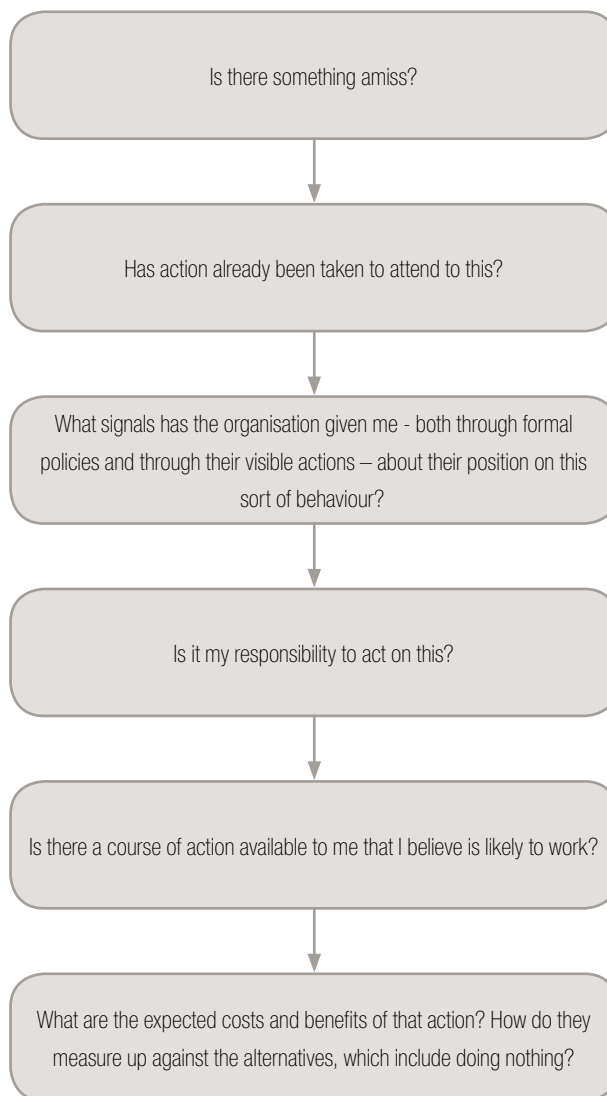 Is there something amiss?
Has action already been taken to attend to this?
What signals has the organisation given me - both through formal
policies and through their visible actions – about their position on this
sort of behaviour?
Is it my responsibility to act on this?
Is there a course of action available to me that I believe is likely to work?
What are the expected costs and benefits of that action? How do they
measure up against the alternatives, which include doing nothing?